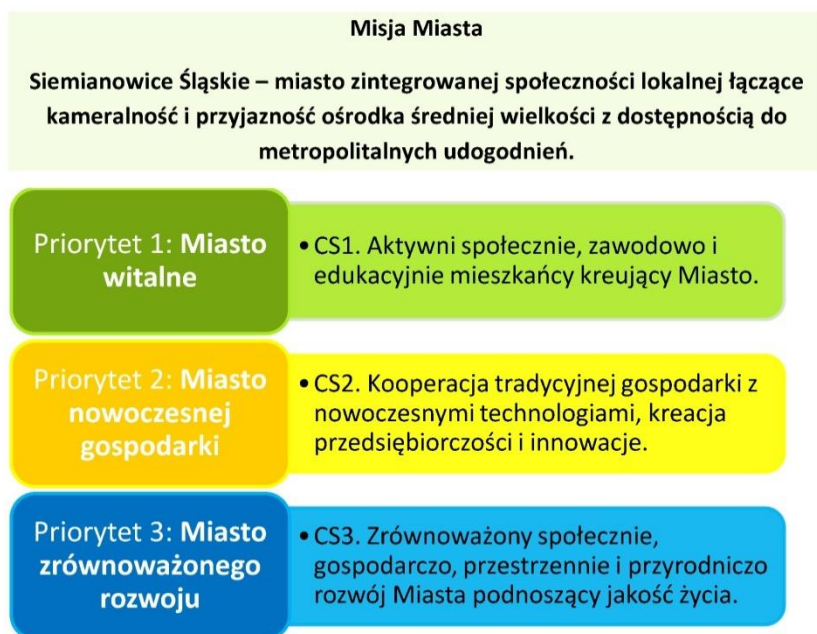 Misja Miasta
Siemianowice Śląskie – miasto zintegrowanej społeczności lokalnej łączące
kameralność i przyjazność ośrodka średniej wielkości z dostępnością do
metropolitalnych udogodnień.
Priorytet 1: Miasto
witalne
• CS1. Aktywni społecznie, zawodowo i
edukacyjnie mieszkańcy kreujący Miasto.
Priorytet 2: Miasto
nowoczesnej
gospodarki
• CS2. Kooperacja tradycyjnej gospodarki z
nowoczesnymi technologiami, kreacja
przedsiębiorczości i innowacje.
Priorytet 3: Miasto
zrównoważonego
rozwoju
• CS3. Zrównoważony społecznie,
gospodarczo, przestrzennie i przyrodniczo
rozwój Miasta podnoszący jakość życia.